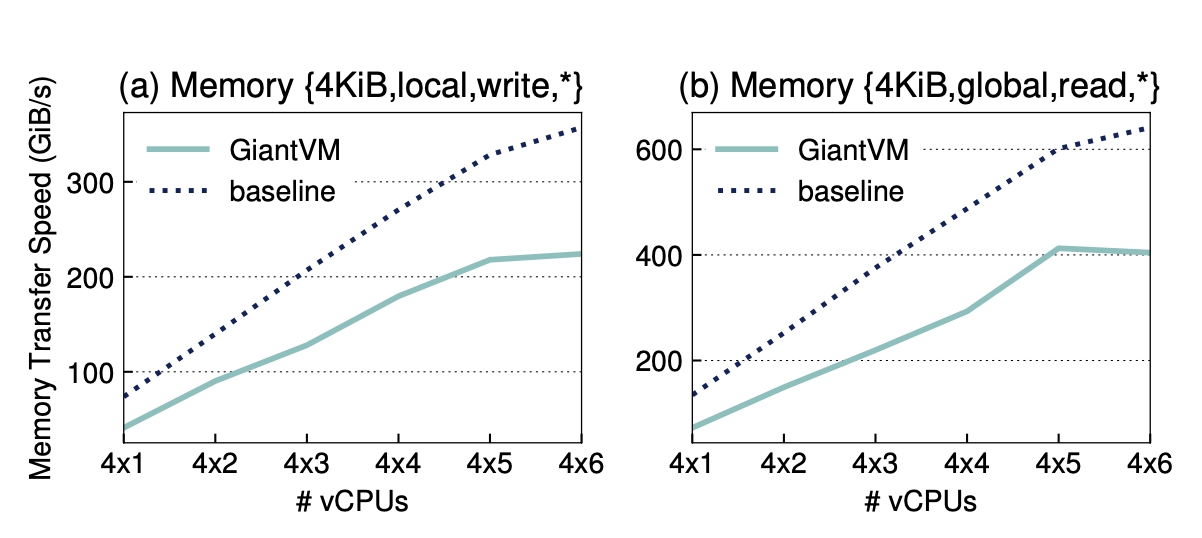 (a) Memory {4KiB,local,write,*}
Memory Transfer Speed (GiB/s)
300
200
100
GiantVM
baseline
4x1 4x2 4x3 4x4 4x5 4x6
# vCPUs
(b) Memory {4KiB,global,read,*}
600
400
200
GiantVM
baseline
4x1 4x2 4x3 4x4 4x5 4x6
# vCPUs